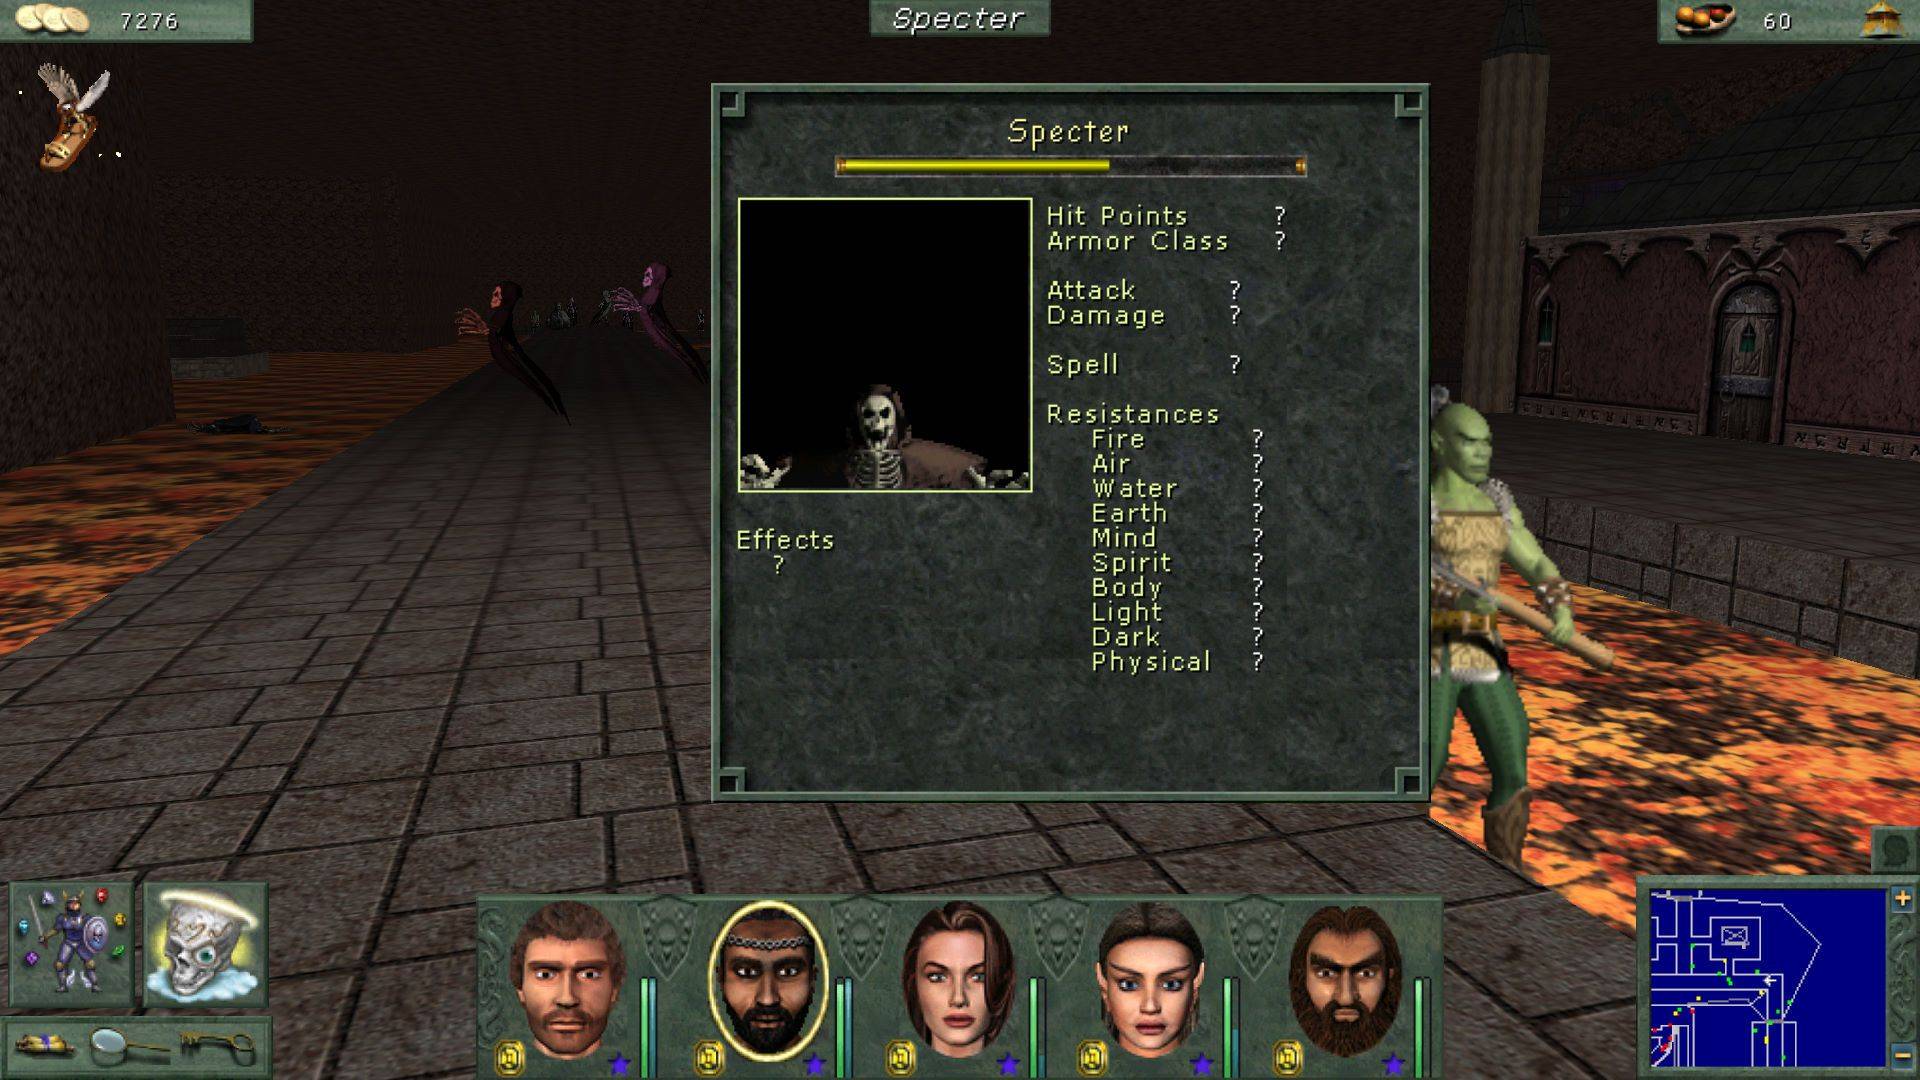 7276
Specter
60
Specter
Hit Points ?
Armor Class ?
Attack ?
Damage ?
Spell ?
Resistances
Fire ?
Air ?
Water ?
Earth ?
Mind ?
Spirit ?
Body ?
Light ?
Dark ?
Physical ?
Effects
?